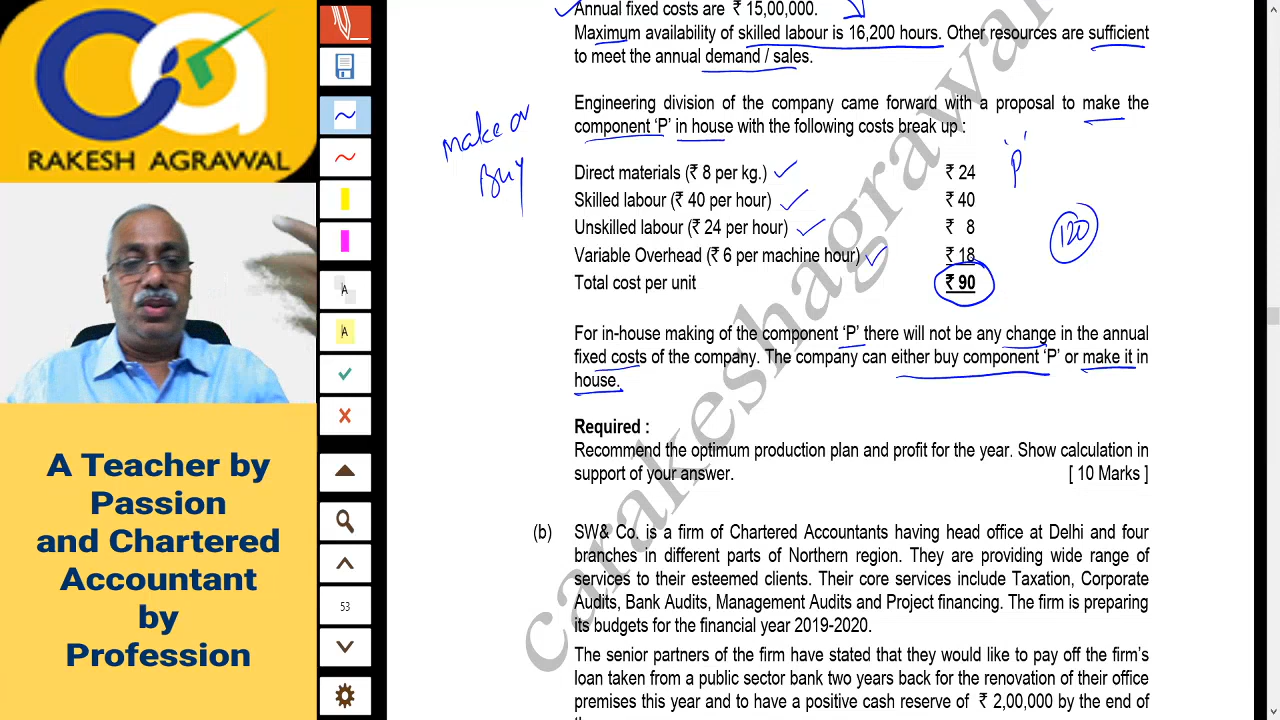 RAKESH AGRAWAL
A Teacher by
Passion
and Chartered
Accountant
by
Profession
A
A
53
Annual fixed costs are ₹ 15,00,000.
Maximum availability of skilled labour is 16,200 hours. Other resources are sufficient
to meet the annual demand / sales.
Engineering division of the company came forward with a proposal to make the
component 'P' in house with the following costs break up :
make or
Buy
Direct materials (₹ 8 per kg.) ₹ 24
Skilled labour (₹ 40 per hour) ₹ 40
Unskilled labour (₹ 24 per hour) ₹ 8
Variable Overhead (₹ 6 per machine hour) ₹ 18
Total cost per unit ₹ 90
'P'
120
For in-house making of the component 'P' there will not be any change in the annual
fixed costs of the company. The company can either buy component 'P' or make it in
house.
Required :
Recommend the optimum production plan and profit for the year. Show calculation in
support of your answer. [ 10 Marks ]
(b) SW& Co. is a firm of Chartered Accountants having head office at Delhi and four
branches in different parts of Northern region. They are providing wide range of
services to their esteemed clients. Their core services include Taxation, Corporate
Audits, Bank Audits, Management Audits and Project financing. The firm is preparing
its budgets for the financial year 2019-2020.
The senior partners of the firm have stated that they would like to pay off the firm's
loan taken from a public sector bank two years back for the renovation of their office
premises this year and to have a positive cash reserve of ₹ 2,00,000 by the end of
carakeshagrawal